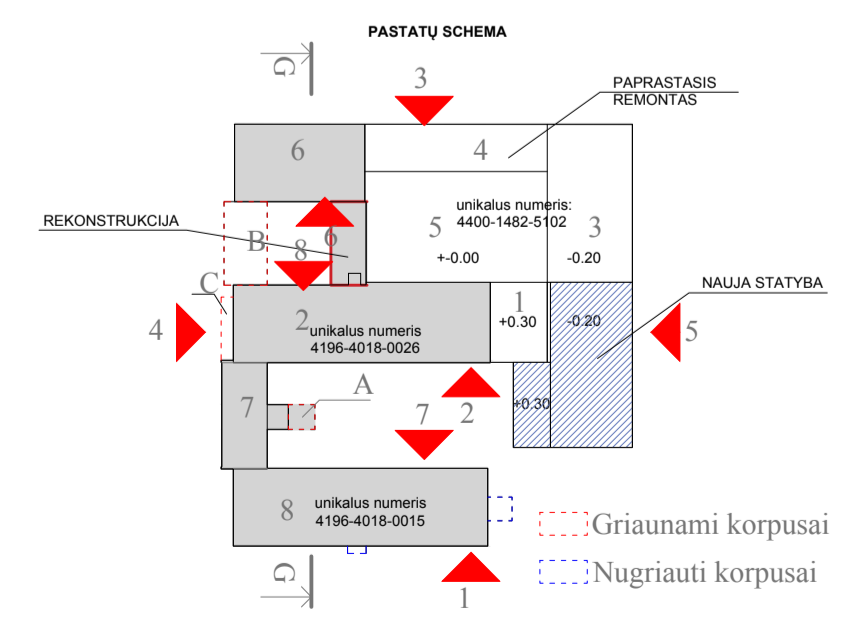 PASTATŲ SCHEMA
G
3
PAPRASTASIS
REMONTAS
6
4
unikalus numeris:
4400-1482-5102
REKONSTRUKCIJA
B
8
6
5
3
+-0.00
-0.20
NAUJA STATYBA
C
1
2
+0.30
-0.20
4
unikalus numeris
4196-4018-0026
5
7
A
7
2
+0.30
8
unikalus numeris
4196-4018-0015
Griaunami korpusai
G
Nugriauti korpusai
1